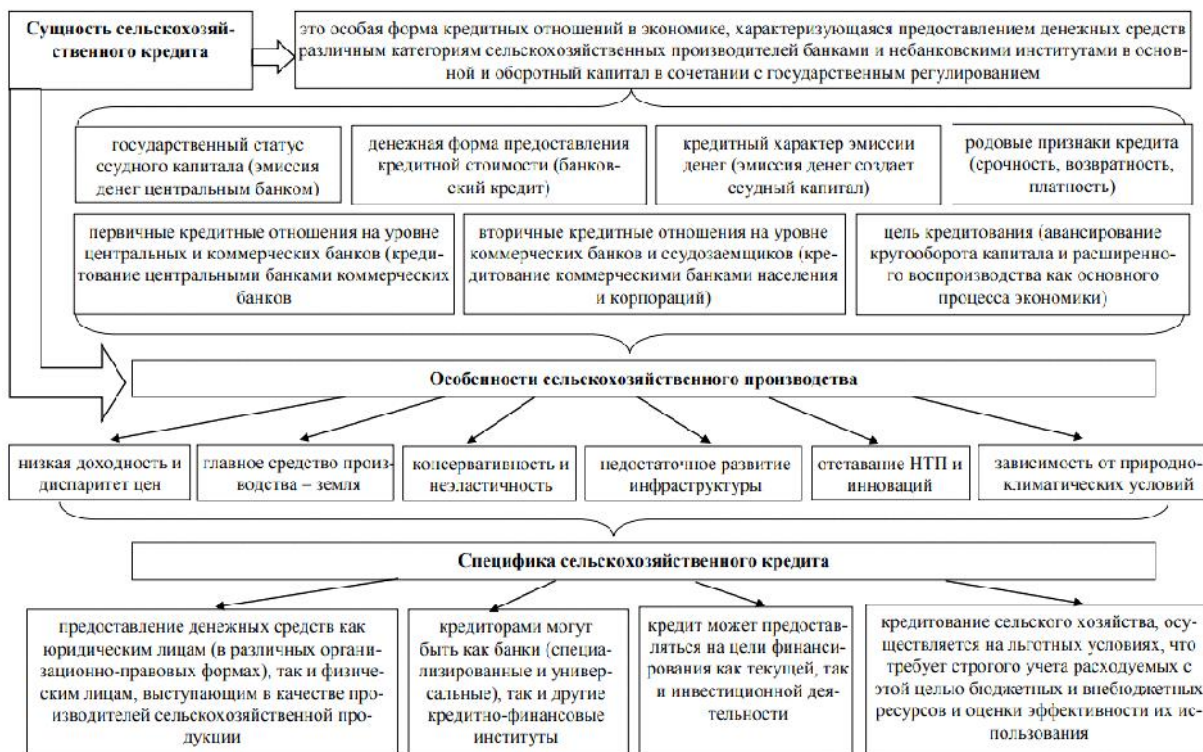 Сущность сельскохозяй-
ственного кредита
это особая форма кредитных отношений в экономике, характеризующаяся предоставлением денежных средств
различным категориям сельскохозяйственных производителей банками и небанковскими институтами в основ-
ной и оборотный капитал в сочетании с государственным регулированием
государственный статус
ссудного капитала (эмиссия
денег центральным банком)
денежная форма предоставления
кредитной стоимости (банков-
ский кредит)
кредитный характер эмиссии
денег (эмиссия денег создает
ссудный капитал)
родовые признаки кредита
(срочность, возвратность,
платность)
первичные кредитные отношения на уровне
центральных и коммерческих банков (креди-
тование центральными банками коммерческих
банков
вторичные кредитные отношения на уровне
коммерческих банков и ссудозаемщиков (кре-
дитование коммерческими банками населения
и корпораций)
цель кредитования (авансирование
кругооборота капитала и расширенно-
го воспроизводства как основного
процесса экономики)
Особенности сельскохозяйственного производства
низкая доходность и
диспаритет цен
главное средство произ-
водства – земля
консервативность и
неэластичность
недостаточное развитие
инфраструктуры
отставание НТП и
инноваций
зависимость от природно-
климатических условий
Специфика сельскохозяйственного кредита
предоставление денежных средств как
юридическим лицам (в различных органи-
зационно-правовых формах), так и физиче-
ским лицам, выступающим в качестве про-
изводителей сельскохозяйственной про-
дукции
кредиторами могут
быть как банки (специа-
лизированные и универ-
сальные), так и другие
кредитно-финансовые
институты
кредит может предостав-
ляться на цели финанси-
рования как текущей, так
и инвестиционной дея-
тельности
кредитование сельского хозяйства, осу-
ществляется на льготных условиях, что
требует строгого учета расходуемых с
этой целью бюджетных и внебюджетных
ресурсов и оценки эффективности их ис-
пользования